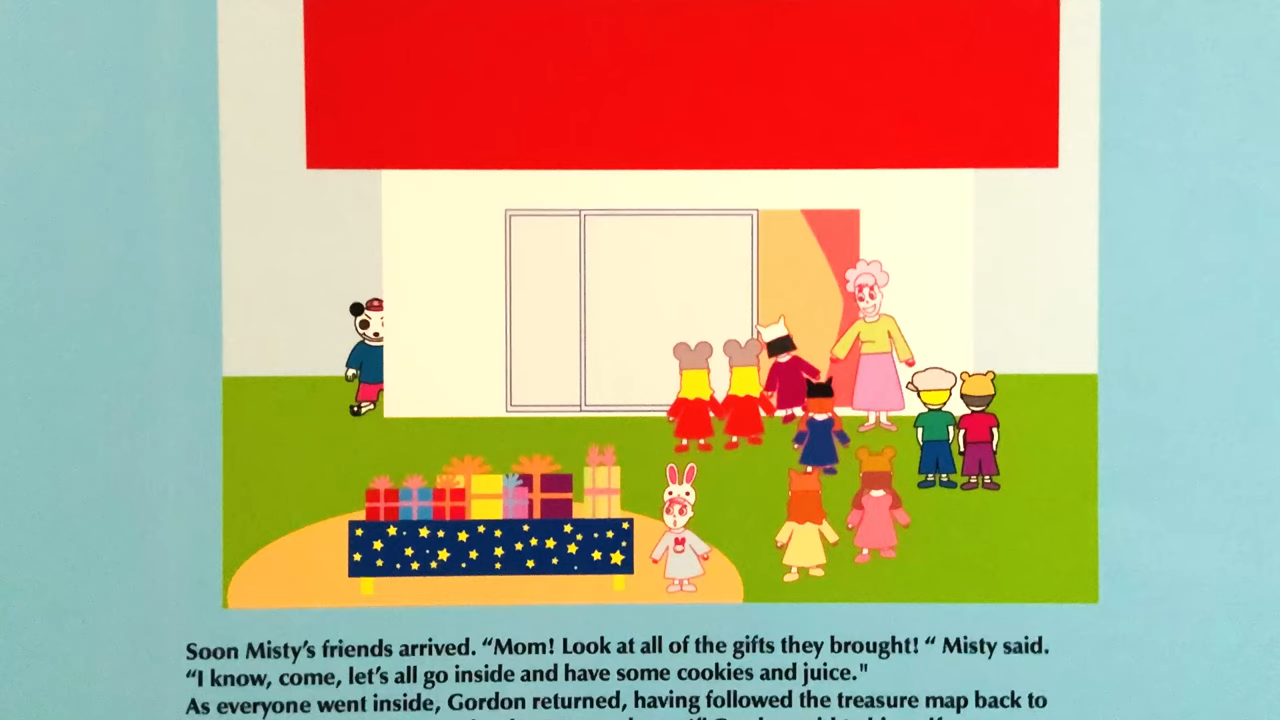 Soon Misty's friends arrived. “Mom! Look at all of the gifts they brought! “ Misty said.
“I know, come, let's all go inside and have some cookies and juice."
As everyone went inside, Gordon returned, having followed the treasure map back to